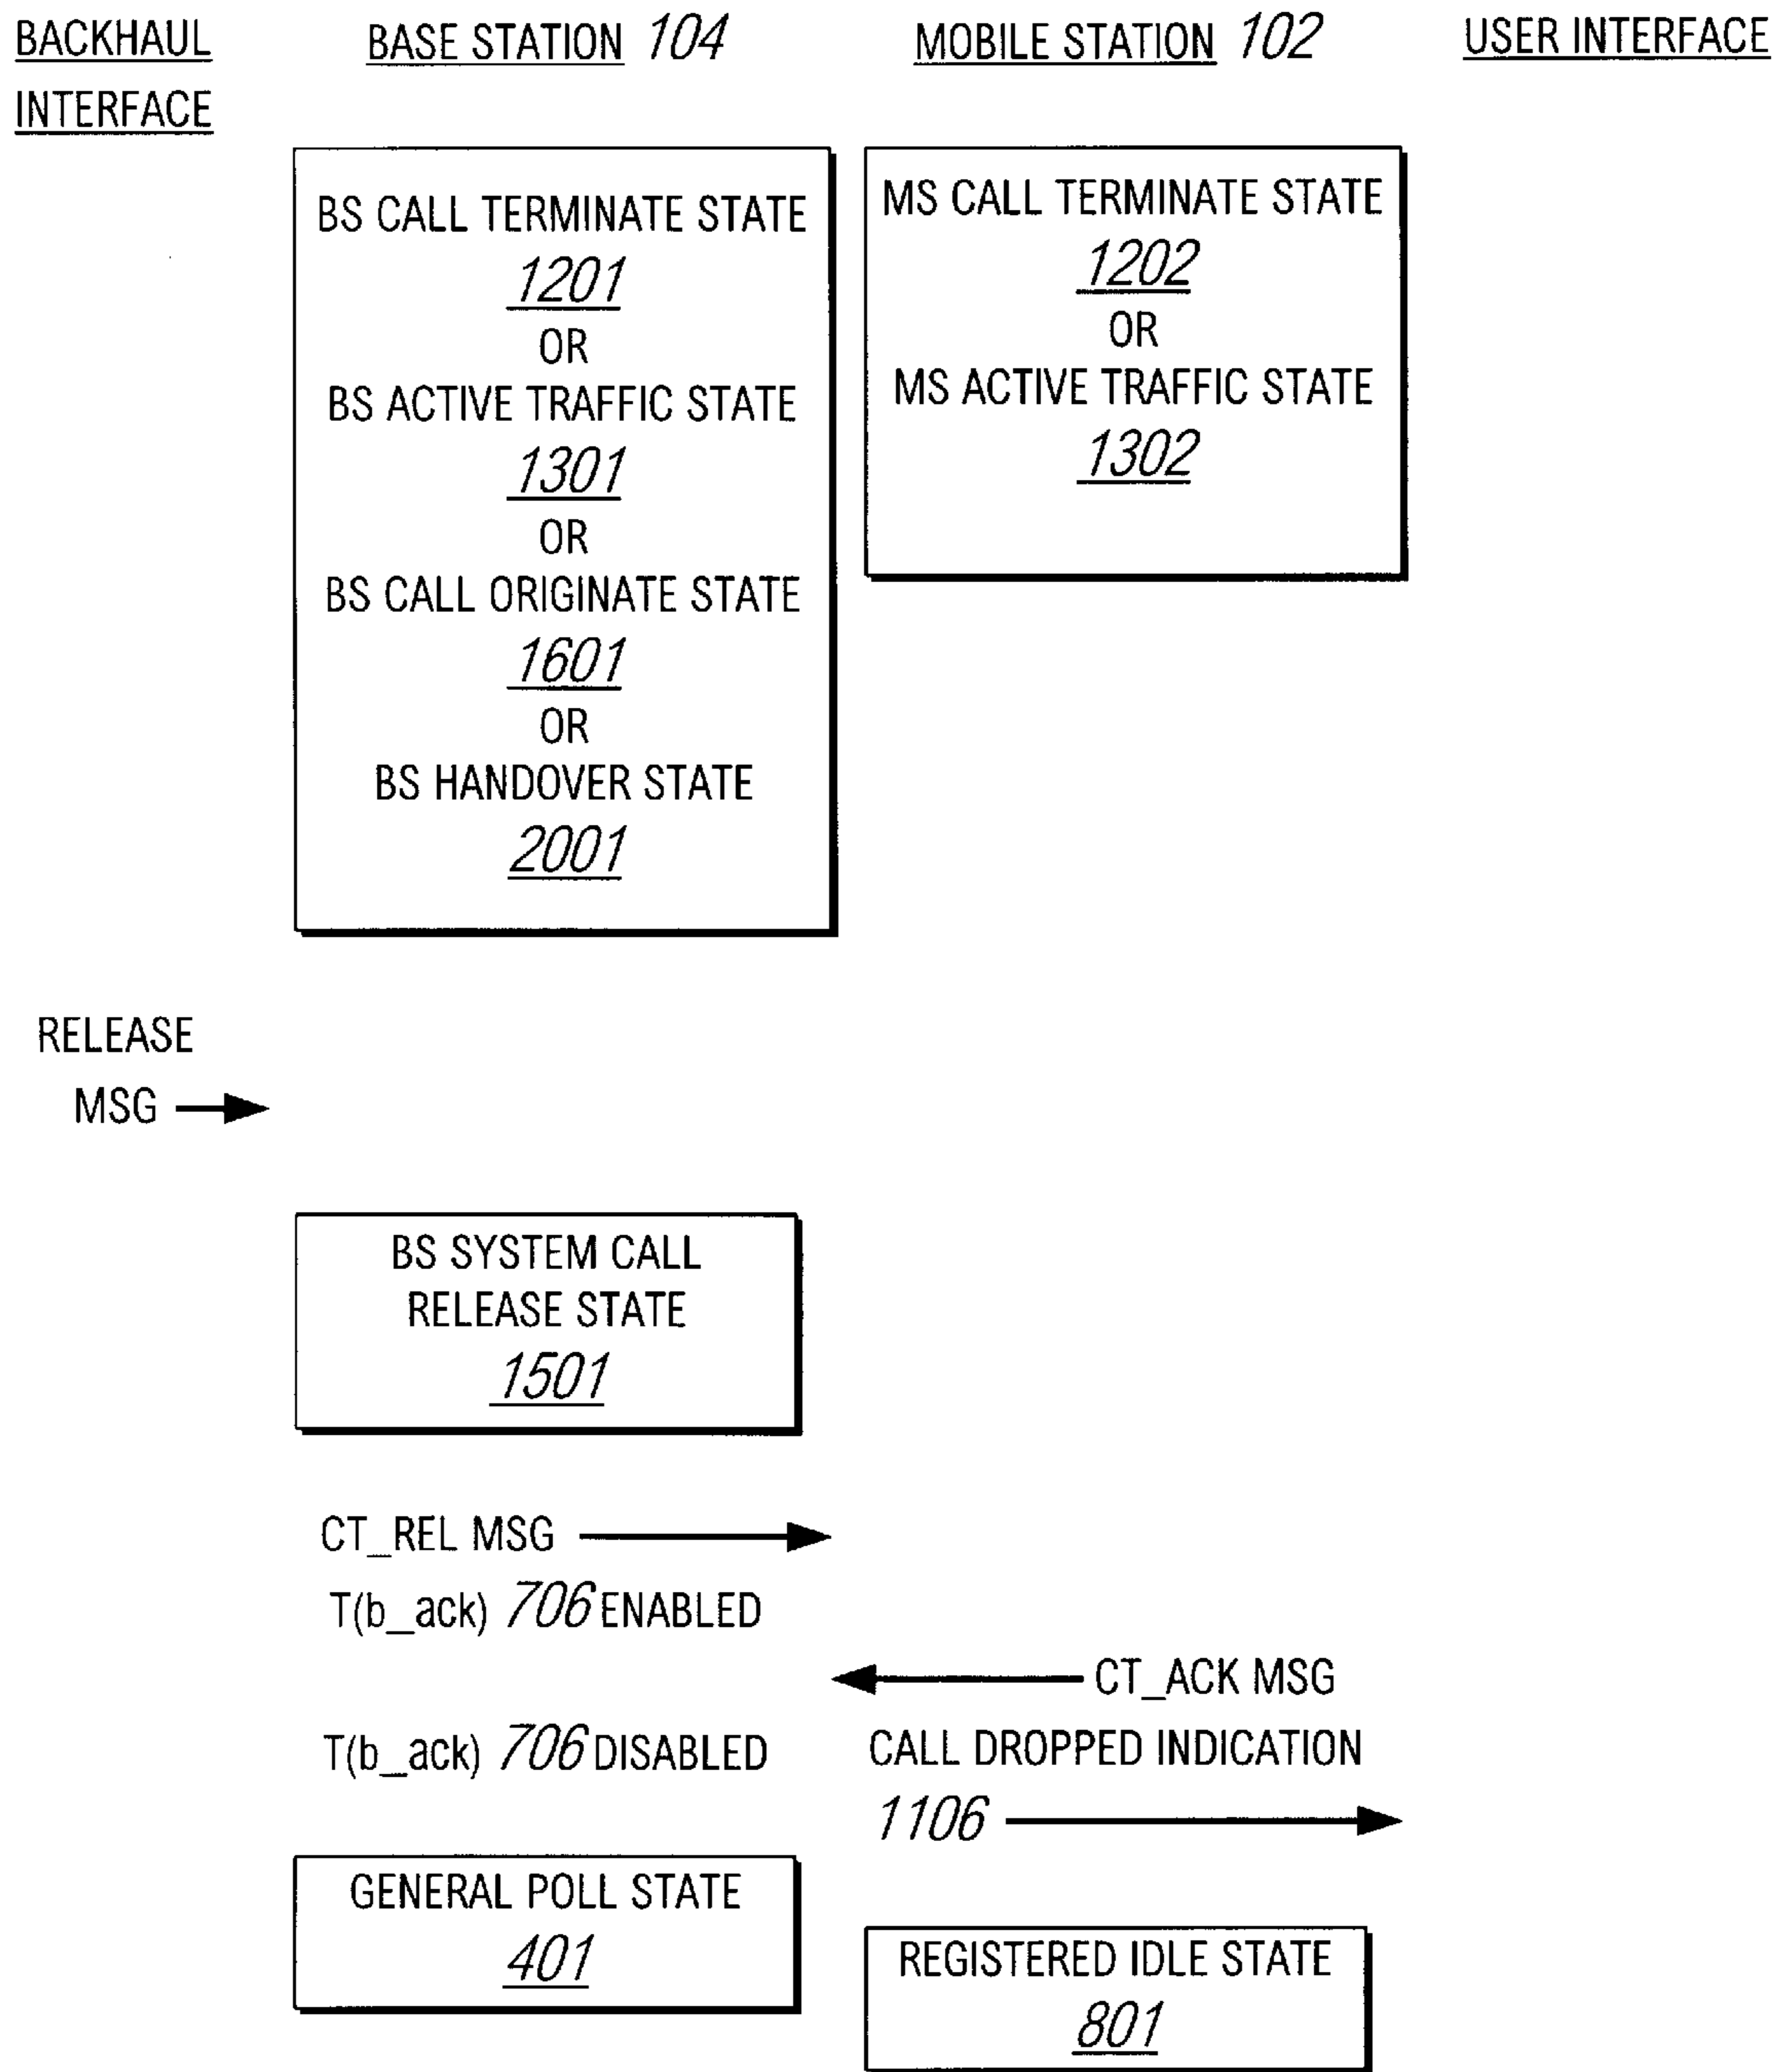 BACKHAUL INTERFACE
BASE STATION 104
MOBILE STATION 102
USER INTERFACE
BS CALL TERMINATE STATE
1201
OR
BS ACTIVE TRAFFIC STATE
1301
OR
BS CALL ORIGINATE STATE
1601
OR
BS HANDOVER STATE
2001
MS CALL TERMINATE STATE
1202
OR
MS ACTIVE TRAFFIC STATE
1302
RELEASE
MSG
BS SYSTEM CALL
RELEASE STATE
1501
CT_REL MSG
T(b_ack) 706 ENABLED
CT_ACK MSG
T(b_ack) 706 DISABLED
CALL DROPPED INDICATION
1106
GENERAL POLL STATE
401
REGISTERED IDLE STATE
801